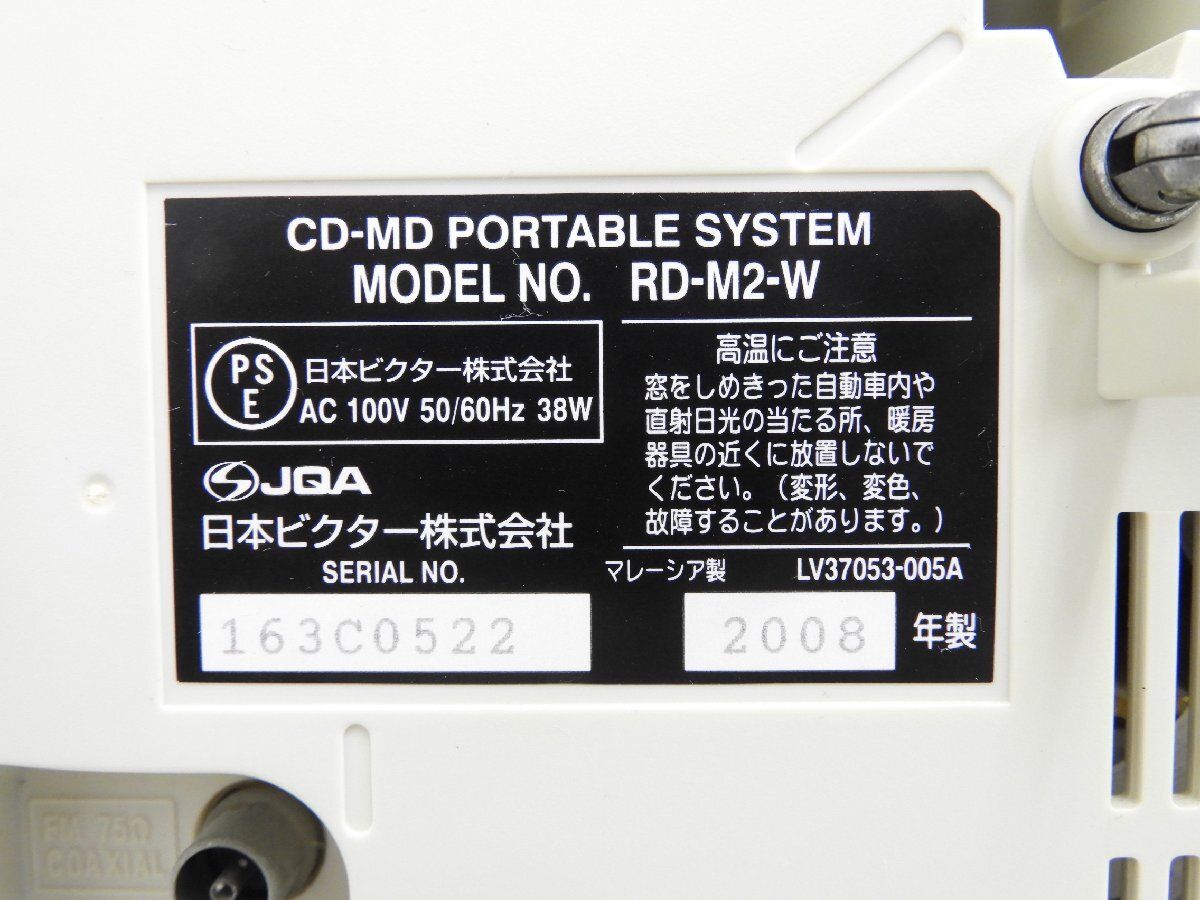 CD-MD PORTABLE SYSTEM
MODEL NO. RD-M2-W
PS
E
日本ビクター株式会社
AC 100V 50/60Hz 38W
JQA
日本ビクター株式会社
SERIAL NO.
163C0522
高温にご注意
窓をしめきった自動車内や
直射日光の当たる所、暖房
器具の近くに放置しないで
ください。（変形、変色、
故障することがあります。）
マレーシア製 LV37053-005A
2008 年製
FM 75Ω
COAXIAL